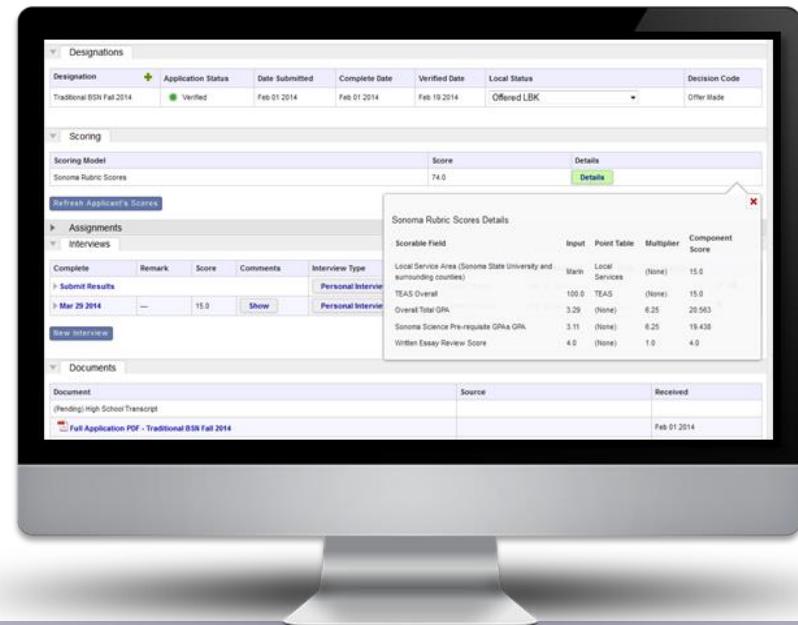 Designations
Designation Application Status Date Submitted Complete Date Verified Date Local Status Decision Code
Traditional BSN Fall 2014 Verified Feb 01 2014 Feb 01 2014 Feb 19 2014 Offered LBK Offer Made
Scoring
Scoring Model Score Details
Sonoma Rubric Scores 74.0 Details
Refresh Applicant's Scores
Assignments
Interviews
Complete Remark Score Comments Interview Type
Submit Results Personal Interview
Mar 29 2014 — 15.0 Show Personal Interview
New Interview
Sonoma Rubric Scores Details
Scorable Field Input Point Table Multiplier Component Score
Local Service Area (Sonoma State University and surrounding counties) Marin Local Services (None) 15.0
TEAS Overall 100.0 TEAS (None) 15.0
Overall Total GPA 3.29 (None) 6.25 20.563
Sonoma Science Pre-requisite GPAa GPA 3.11 (None) 6.25 19.438
Written Essay Review Score 4.0 (None) 1.0 4.0
Documents
Document Source Received
(Pending) High School Transcript
Full Application PDF - Traditional BSN Fall 2014 Feb 01 2014